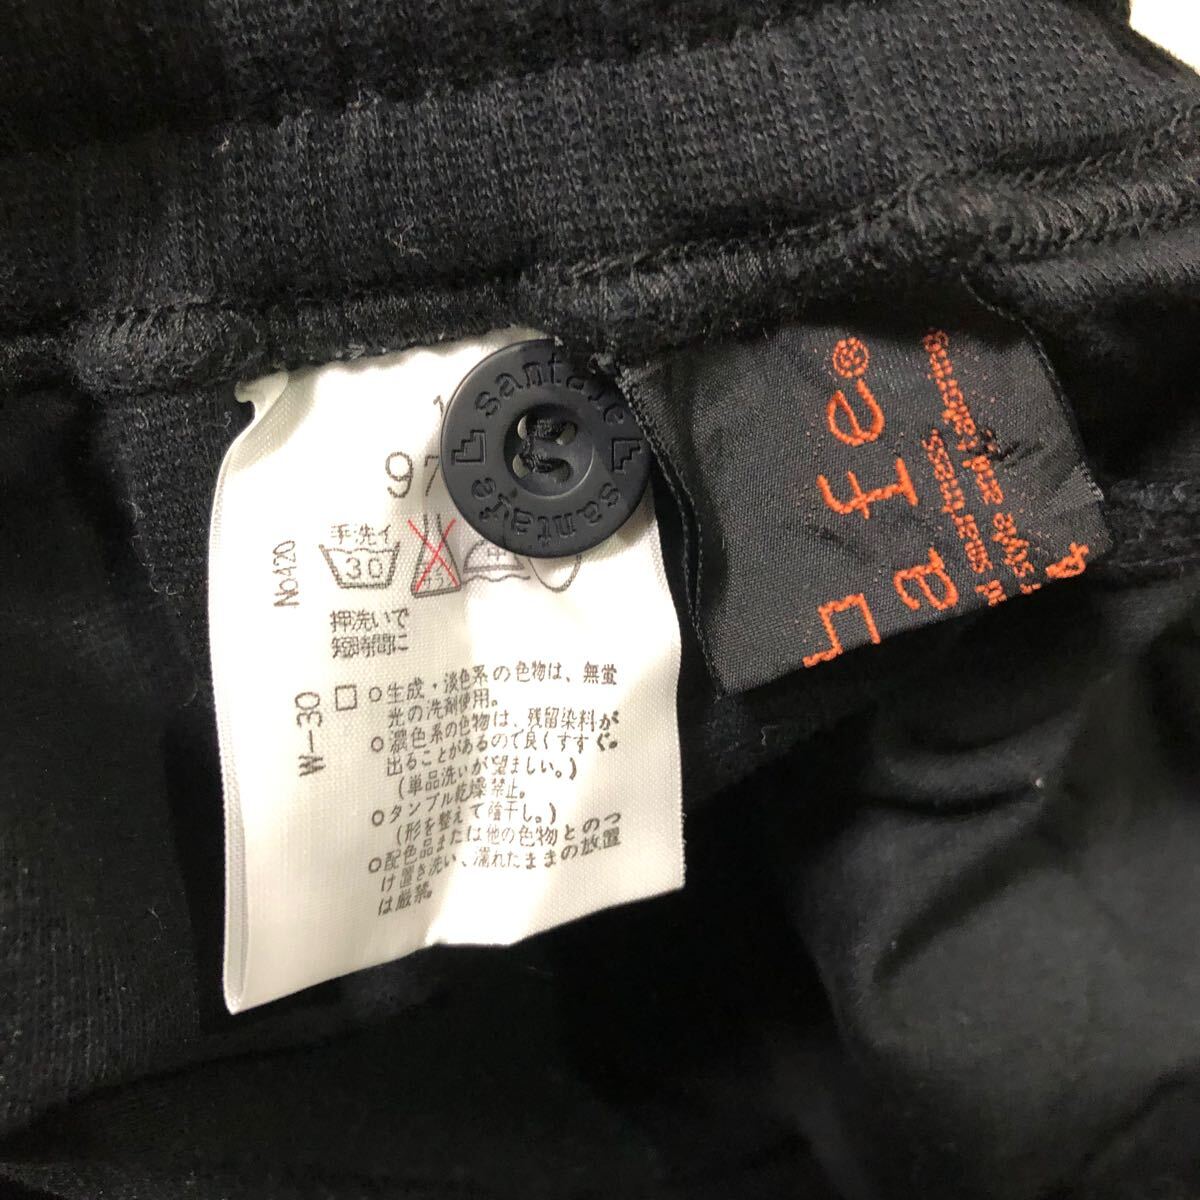 santafe
santafe
97
No420
手洗イ
30
押洗いで
短時間に
W-30
□○生成・淡色系の色物は、無蛍
光の洗剤使用。
○濃色系の色物は、残留染料が
出ることがあるので良くすすぐ。
(単品洗いが望ましい。)
○タンブル乾燥禁止。
(形を整えて陰干し。)
○配色品または他の色物とのつ
け置き洗い、濡れたままの放置
は厳禁。
a fe®
4